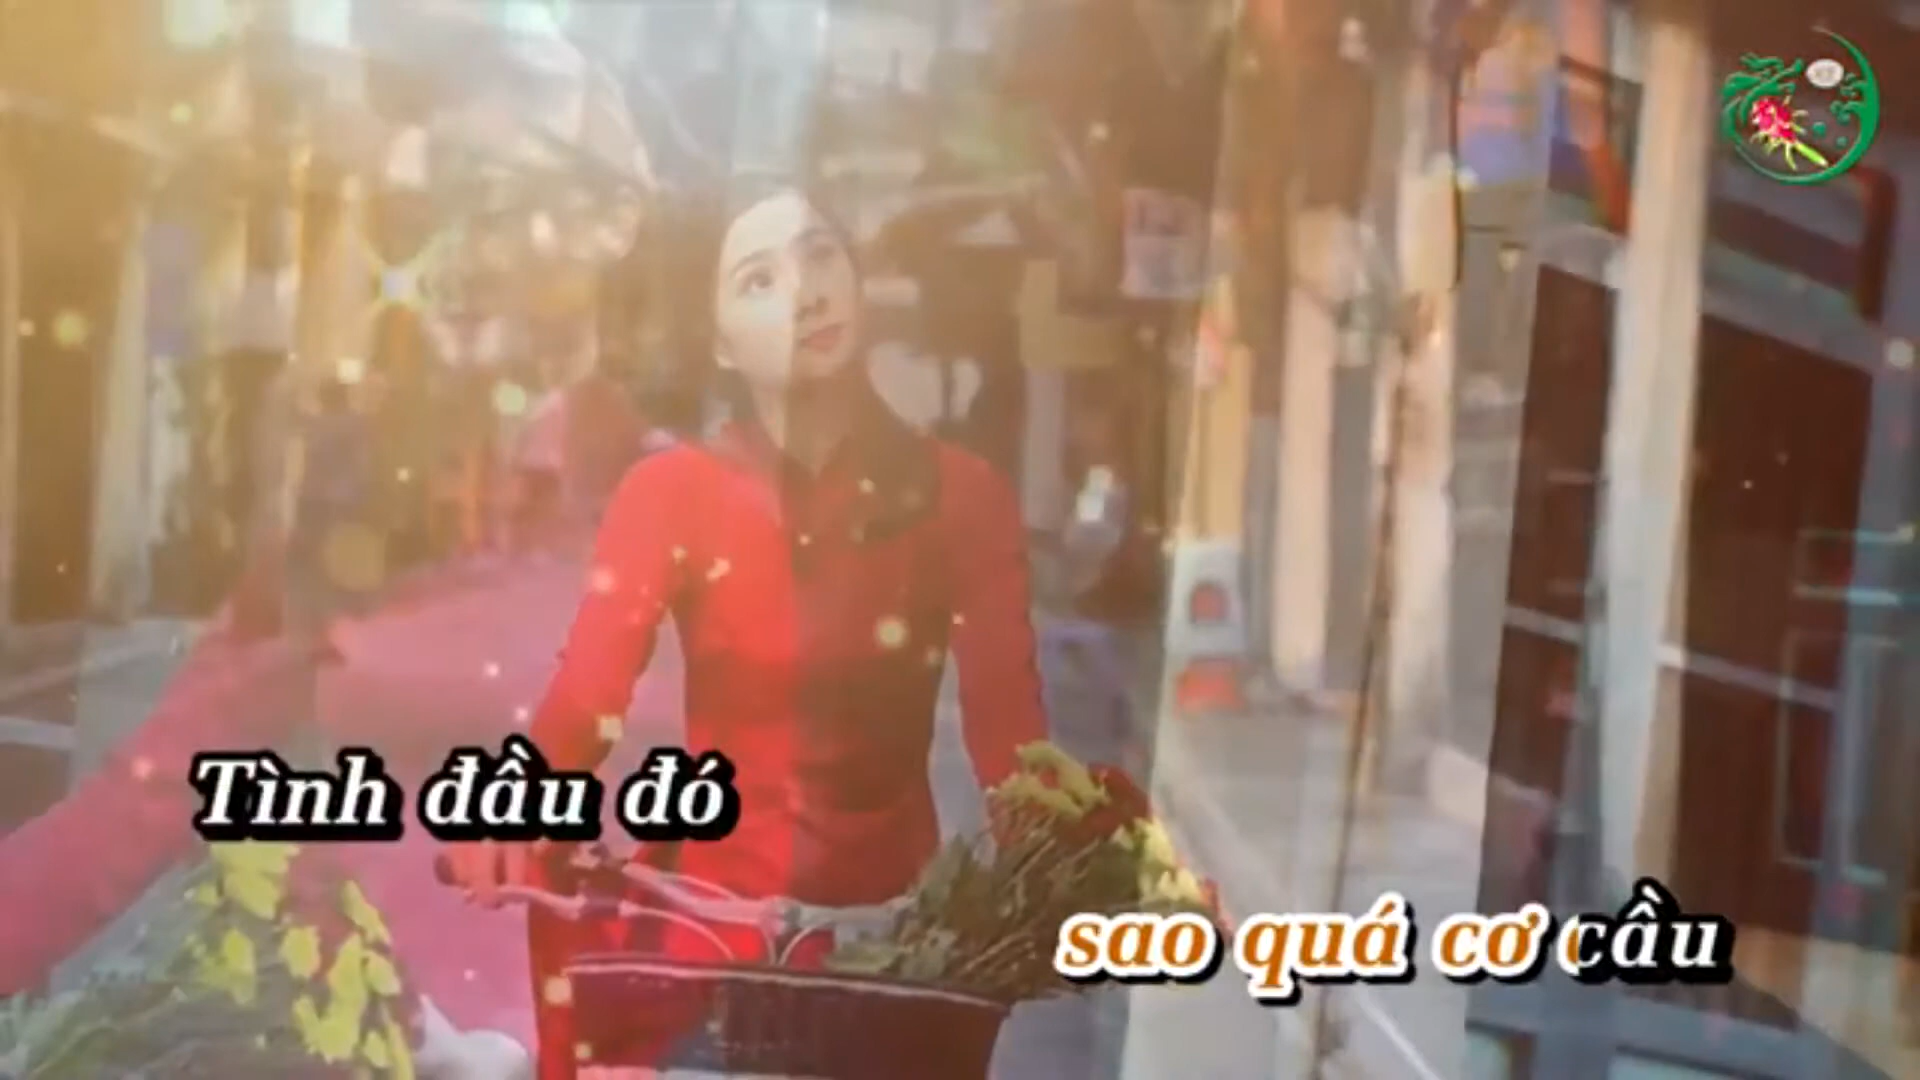 Tình đầu đó
sao quá cơ cầu